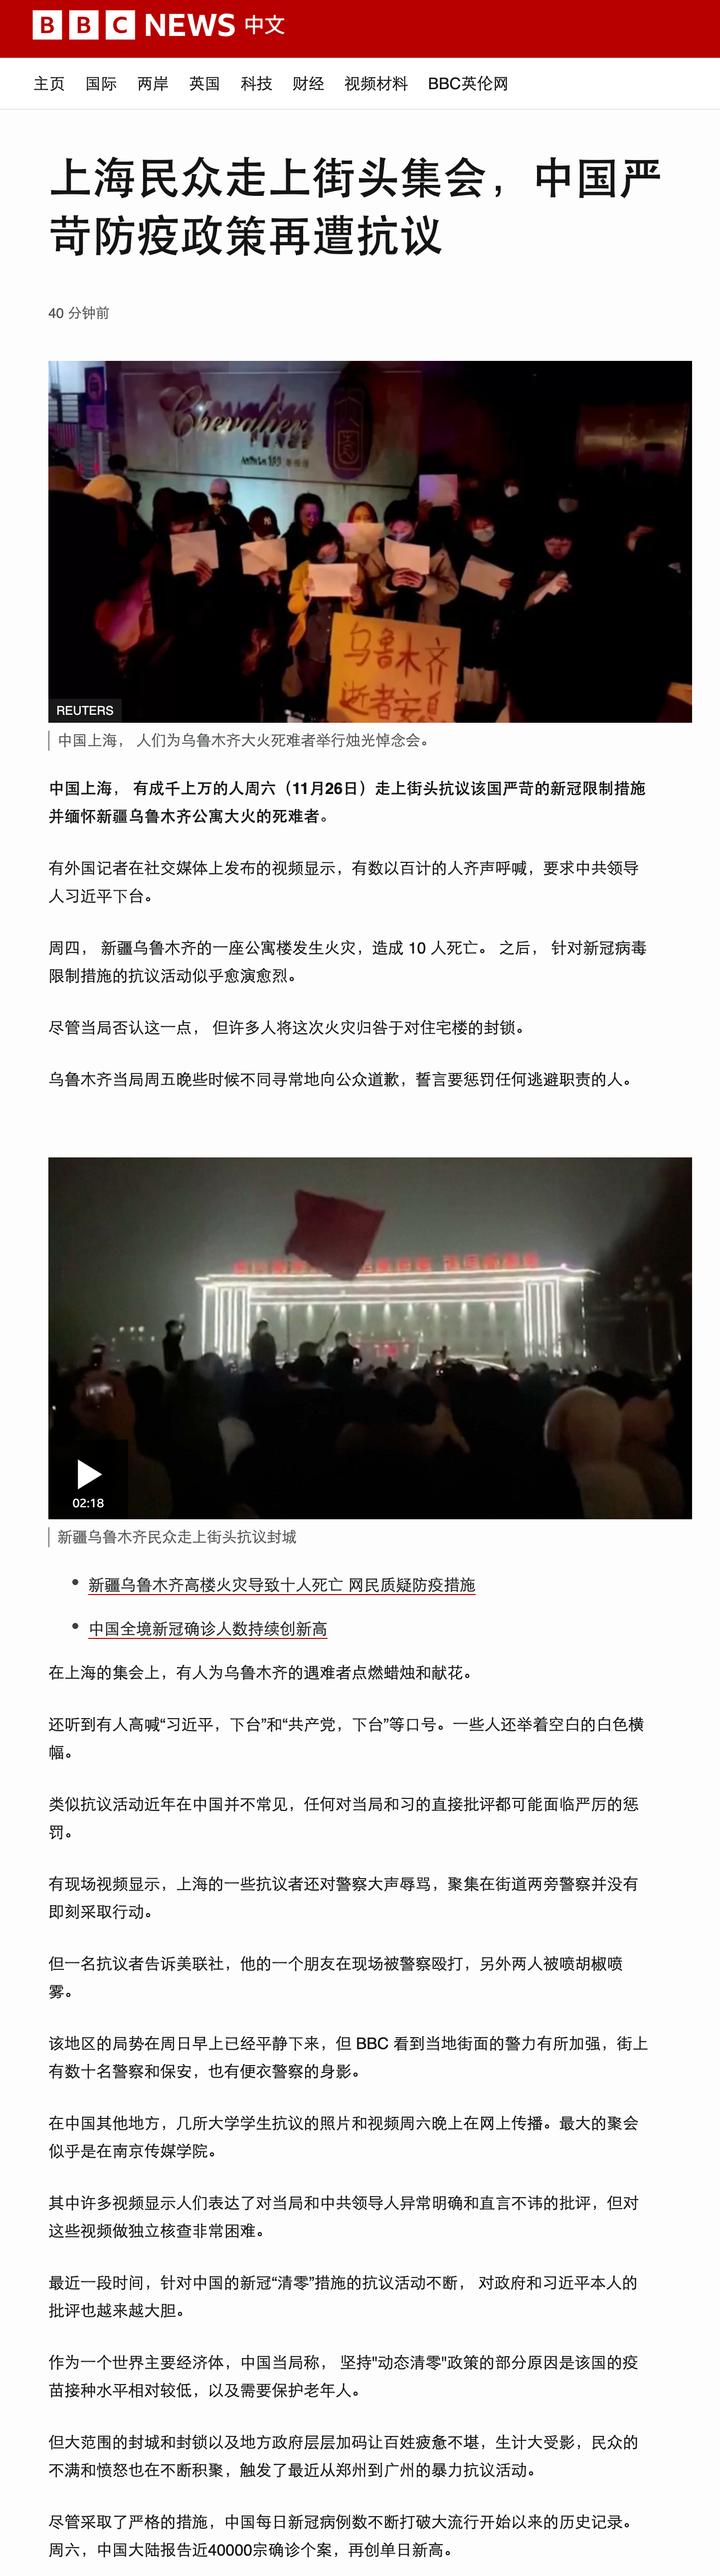 BBC NEWS 中文
主页 国际 两岸 英国 科技 财经 视频材料 BBC英伦网
上海民众走上街头集会，中国严
苛防疫政策再遭抗议
40 分钟前
Chevalier
乌鲁木齐
逝者安息
REUTERS
中国上海， 人们为乌鲁木齐大火死难者举行烛光悼念会。
中国上海， 有成千上万的人周六（11月26日）走上街头抗议该国严苛的新冠限制措施
并缅怀新疆乌鲁木齐公寓大火的死难者。
有外国记者在社交媒体上发布的视频显示，有数以百计的人齐声呼喊，要求中共领导
人习近平下台。
周四， 新疆乌鲁木齐的一座公寓楼发生火灾，造成 10 人死亡。 之后， 针对新冠病毒
限制措施的抗议活动似乎愈演愈烈。
尽管当局否认这一点， 但许多人将这次火灾归咎于对住宅楼的封锁。
乌鲁木齐当局周五晚些时候不同寻常地向公众道歉，誓言要惩罚任何逃避职责的人。
02:18
新疆乌鲁木齐民众走上街头抗议封城
新疆乌鲁木齐高楼火灾导致十人死亡 网民质疑防疫措施
中国全境新冠确诊人数持续创新高
在上海的集会上，有人为乌鲁木齐的遇难者点燃蜡烛和献花。
还听到有人高喊“习近平，下台”和“共产党，下台”等口号。一些人还举着空白的白色横
幅。
类似抗议活动近年在中国并不常见，任何对当局和习的直接批评都可能面临严厉的惩
罚。
有现场视频显示，上海的一些抗议者还对警察大声辱骂，聚集在街道两旁警察并没有
即刻采取行动。
但一名抗议者告诉美联社，他的一个朋友在现场被警察殴打，另外两人被喷胡椒喷
雾。
该地区的局势在周日早上已经平静下来，但 BBC 看到当地街面的警力有所加强，街上
有数十名警察和保安，也有便衣警察的身影。
在中国其他地方，几所大学学生抗议的照片和视频周六晚上在网上传播。最大的聚会
似乎是在南京传媒学院。
其中许多视频显示人们表达了对当局和中共领导人异常明确和直言不讳的批评，但对
这些视频做独立核查非常困难。
最近一段时间，针对中国的新冠“清零”措施的抗议活动不断， 对政府和习近平本人的
批评也越来越大胆。
作为一个世界主要经济体，中国当局称， 坚持"动态清零"政策的部分原因是该国的疫
苗接种水平相对较低，以及需要保护老年人。
但大范围的封城和封锁以及地方政府层层加码让百姓疲惫不堪，生计大受影，民众的
不满和愤怒也在不断积聚，触发了最近从郑州到广州的暴力抗议活动。
尽管采取了严格的措施，中国每日新冠病例数不断打破大流行开始以来的历史记录。
周六，中国大陆报告近40000宗确诊个案，再创单日新高。